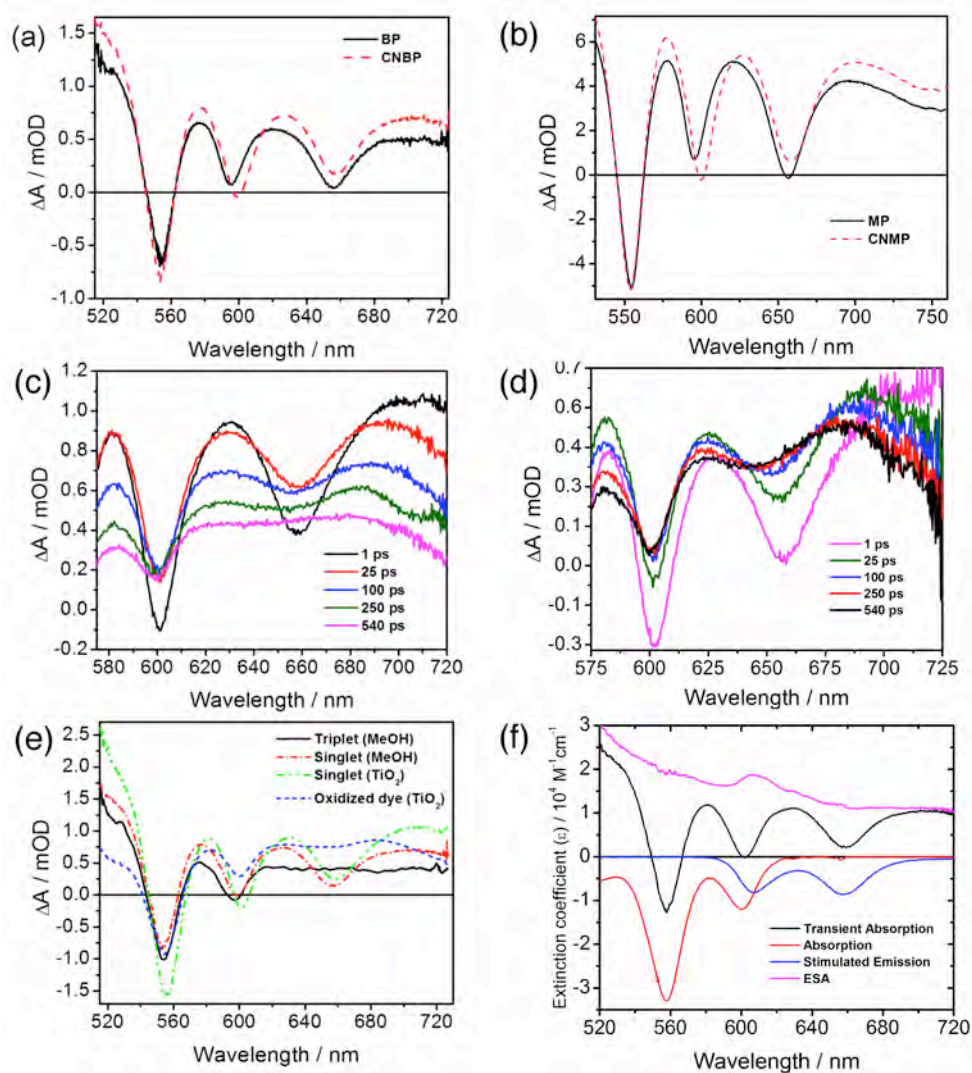 (a)
BP
CNBP
ΔA / mOD
1.5
1.0
0.5
0.0
-0.5
-1.0
520 560 600 640 680 720
Wavelength / nm
(b)
MP
CNMP
ΔA / mOD
6
4
2
0
-2
-4
550 600 650 700 750
Wavelength / nm
(c)
ΔA / mOD
1.2
1.0
0.8
0.6
0.4
0.2
0.0
-0.2
1 ps
25 ps
100 ps
250 ps
540 ps
575 600 620 640 660 680 700 720
Wavelength / nm
(d)
ΔA / mOD
0.7
0.6
0.4
0.3
0.1
0.0
-0.1
-0.3
1 ps
25 ps
100 ps
250 ps
540 ps
575 600 625 650 675 700 725
Wavelength / nm
(e)
Triplet (MeOH)
Singlet (MeOH)
Singlet (TiO₂)
Oxidized dye (TiO₂)
ΔA / mOD
2.5
2.0
1.5
1.0
0.5
0.0
-0.5
-1.0
-1.5
520 560 600 640 680 720
Wavelength / nm
(f)
Extinction coefficient (ε) / 10⁴ M⁻¹cm⁻¹
3
2
1
0
-1
-2
-3
Transient Absorption
Absorption
Stimulated Emission
ESA
520 560 600 640 680 720
Wavelength / nm